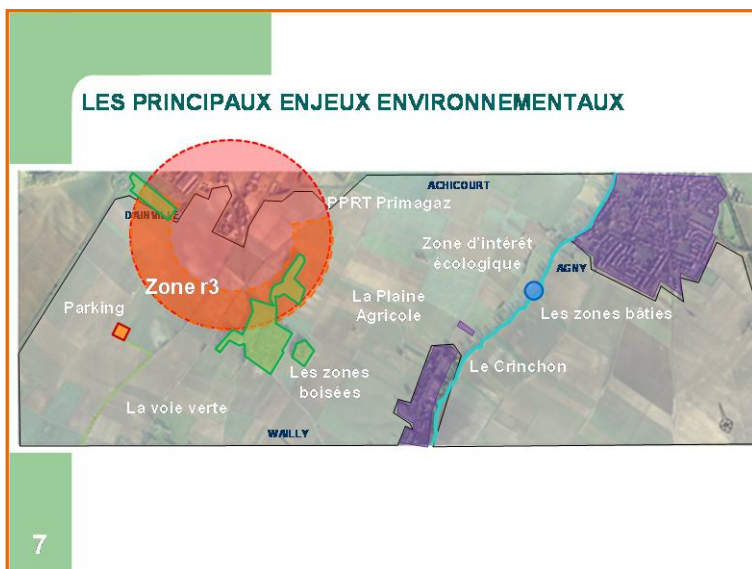 LES PRINCIPAUX ENJEUX ENVIRONNEMENTAUX
ACHICOURT
DAINVILLE
PPRT Primagaz
Zone d'intérêt
écologique
AGNY
Zone r3
La Plaine
Agricole
Parking
Les zones bâties
Les zones
boisées
Le Crinchon
La voie verte
WAILLY
7